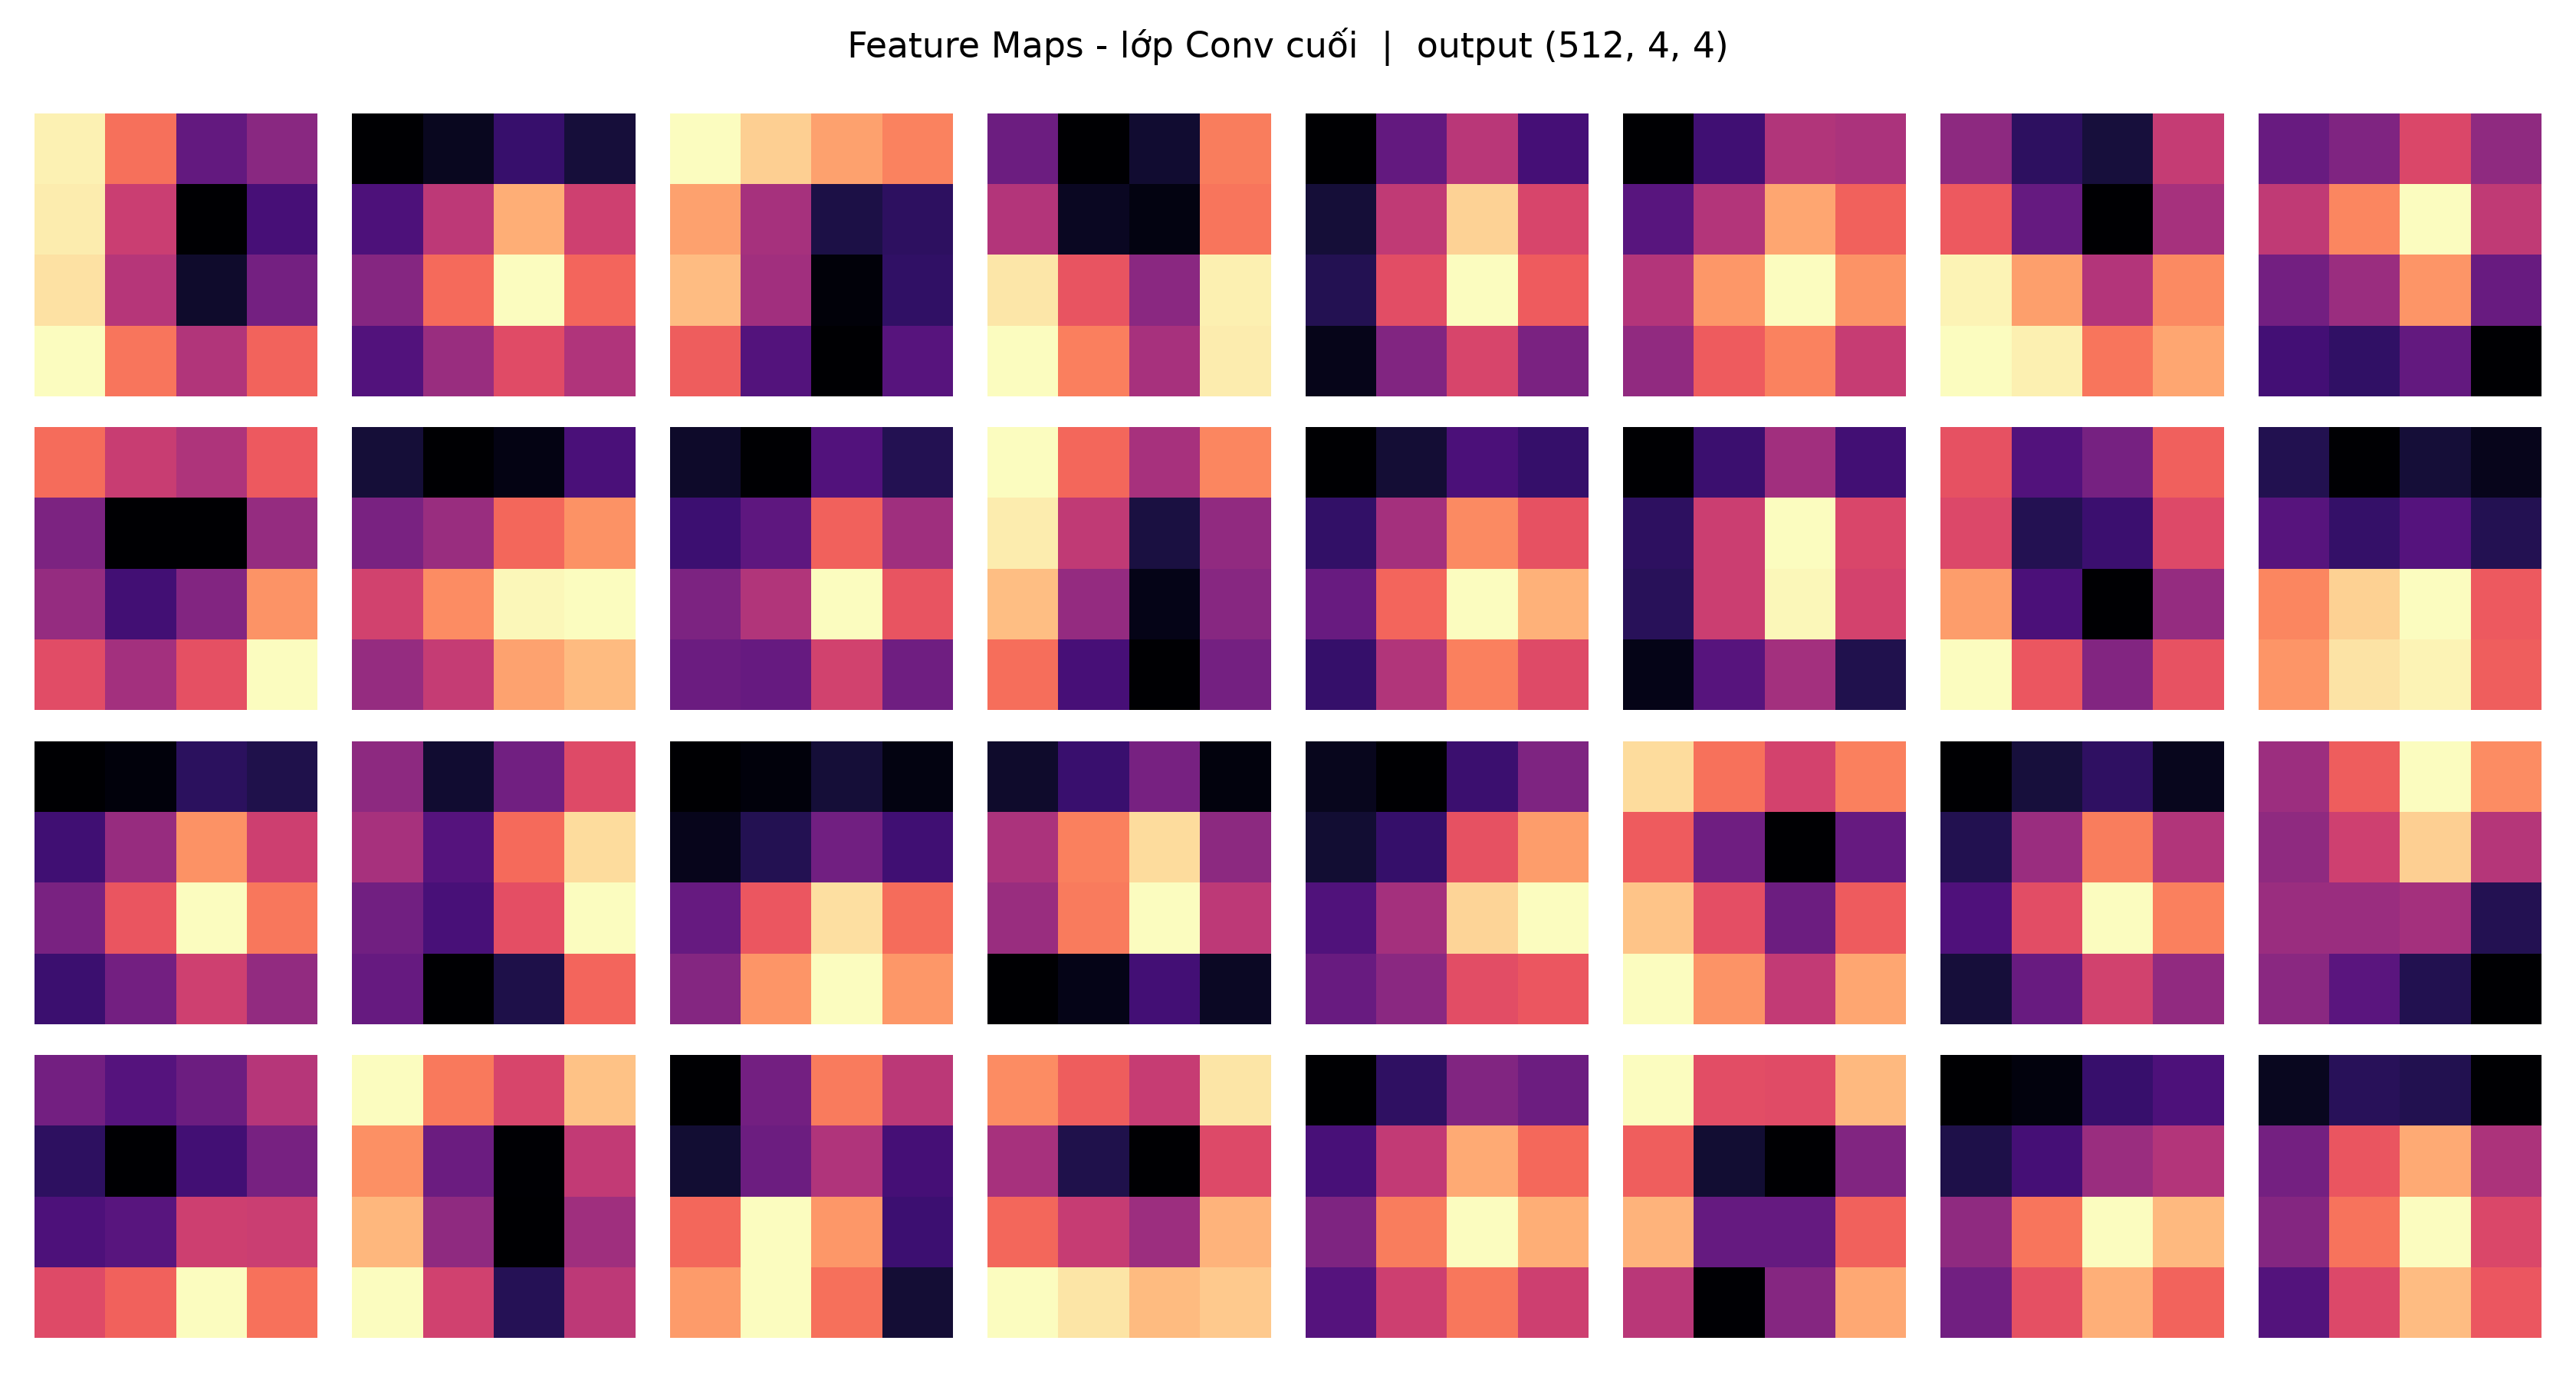 Feature Maps - lớp Conv cuối | output (512, 4, 4)